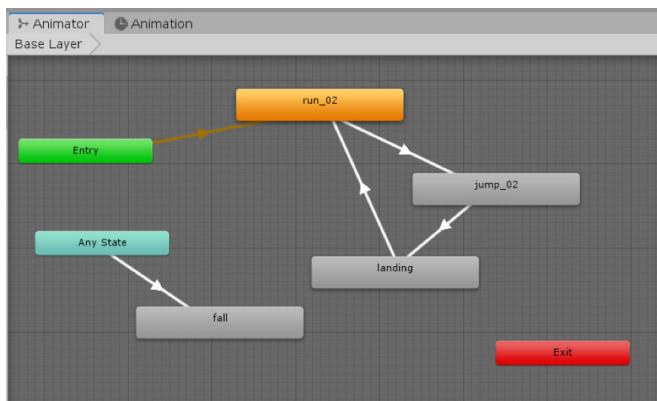 Animator
Animation
Base Layer
run_02
Entry
jump_02
Any State
landing
fall
Exit